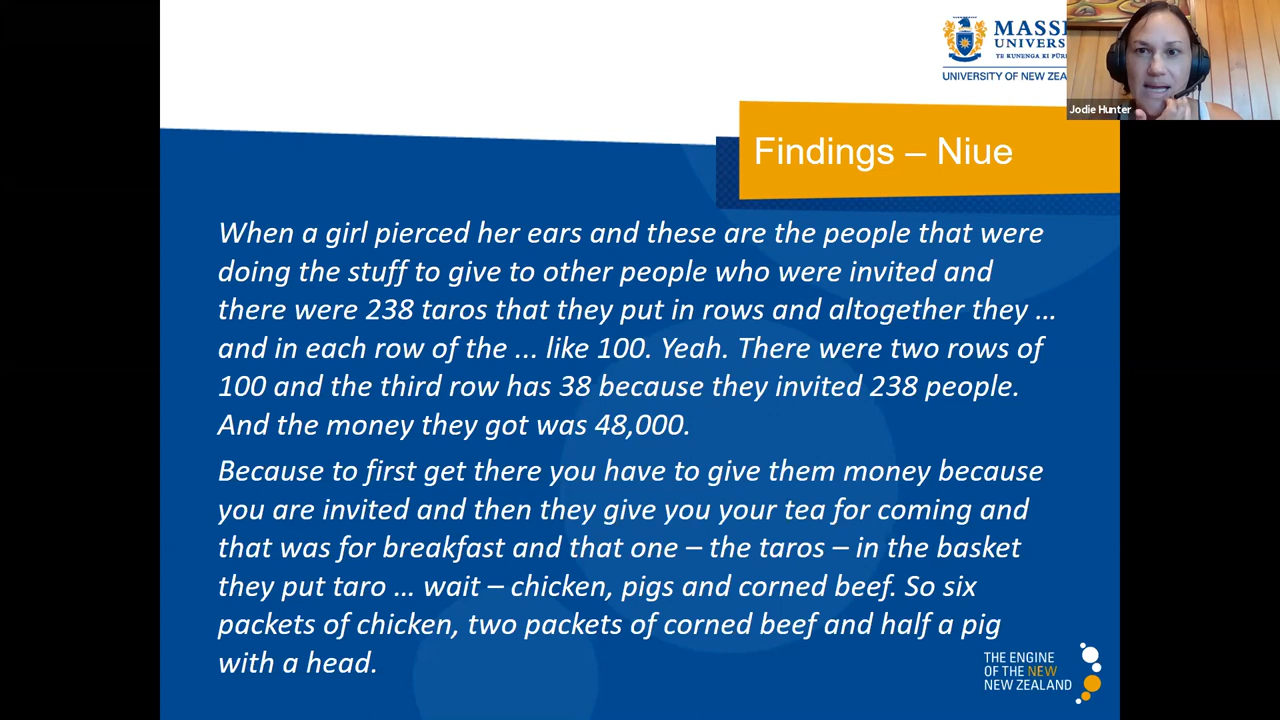 MASSE
UNIVERS
TE KUNENGA KI PŪR
UNIVERSITY OF NEW ZEA
Jodie Hunter
Findings – Niue
When a girl pierced her ears and these are the people that were
doing the stuff to give to other people who were invited and
there were 238 taros that they put in rows and altogether they …
and in each row of the ... like 100. Yeah. There were two rows of
100 and the third row has 38 because they invited 238 people.
And the money they got was 48,000.
Because to first get there you have to give them money because
you are invited and then they give you your tea for coming and
that was for breakfast and that one – the taros – in the basket
they put taro … wait – chicken, pigs and corned beef. So six
packets of chicken, two packets of corned beef and half a pig
with a head.
THE ENGINE
OF THE NEW
NEW ZEALAND